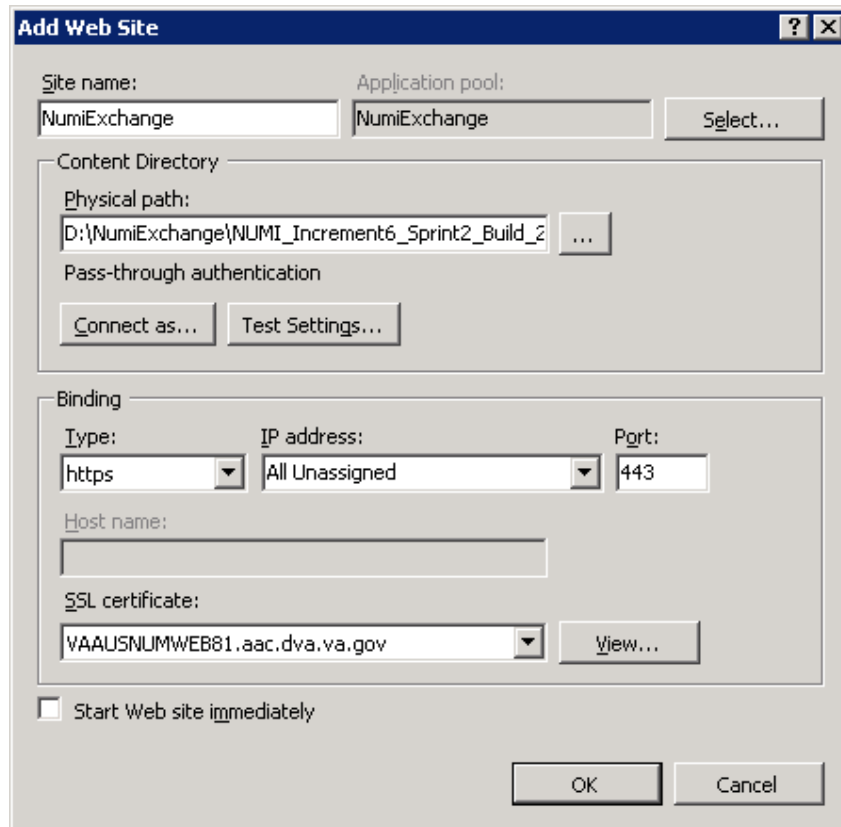 Add Web Site
Site name:
Application pool:
NumiExchange
NumiExchange
Select...
Content Directory
Physical path:
D:\NumiExchange\NUMI_Increment6_Sprint2_Build_2
...
Pass-through authentication
Connect as...
Test Settings...
Binding
Type:
IP address:
Port:
https
All Unassigned
443
Host name:
SSL certificate:
VAAUSNUMWEB81.aac.dva.va.gov
View...
Start Web site immediately
OK
Cancel